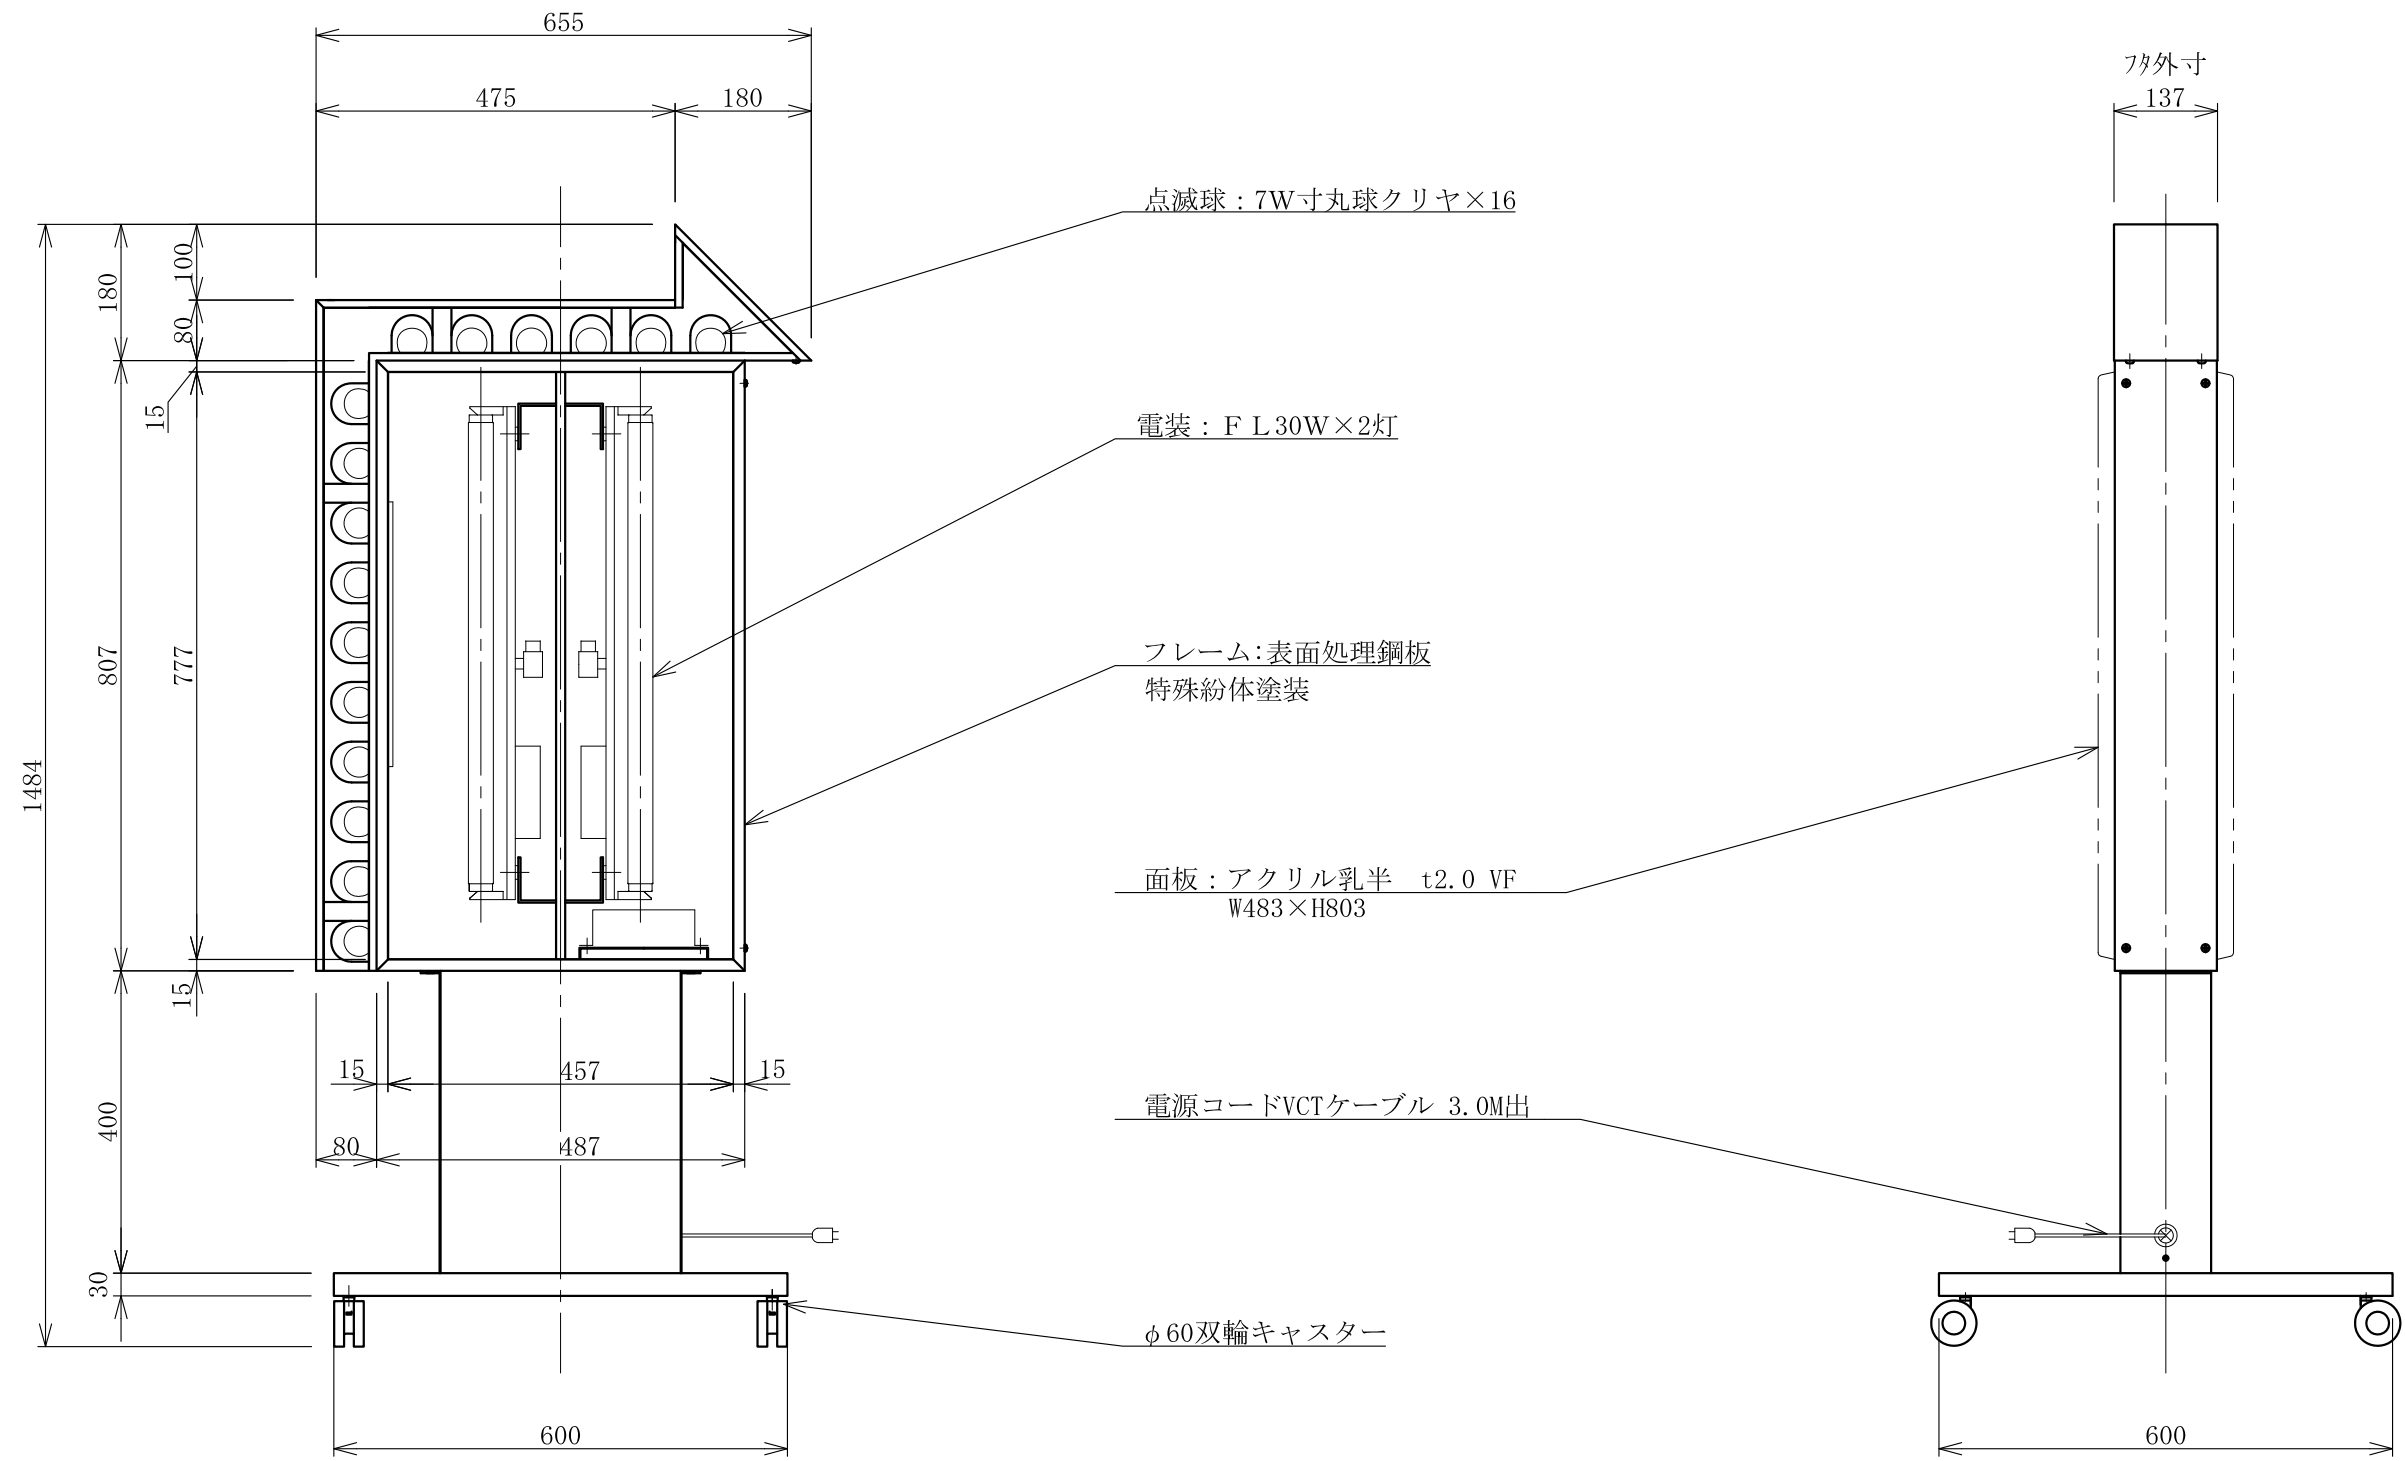 655
475
180
ﾌﾀ外寸
137
点滅球：7W寸丸球クリヤ×16
100
180
80
15
電装：ＦＬ30W×2灯
フレーム:表面処理鋼板
特殊紛体塗装
807
777
1484
面板：アクリル乳半　t2.0 VF
W483×H803
15
15
457
15
電源コードVCTケーブル 3.0M出
400
80
487
30
φ60双輪キャスター
600
600